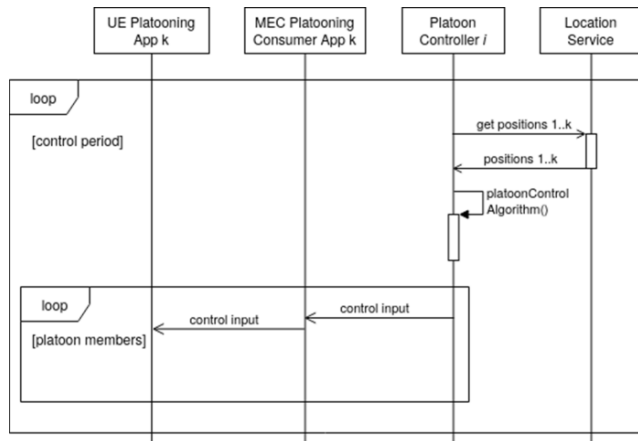 UE Platooning
App k
MEC Platooning
Consumer App k
Platoon
Controller i
Location
Service
loop
[control period]
get positions 1..k
positions 1..k
platoonControl
Algorithm()
loop
[platoon members]
control input
control input